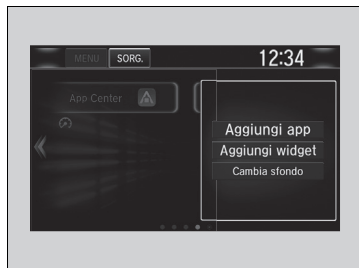 MENU SORG. 12:34
App Center
Aggiungi app
Aggiungi widget
Cambia sfondo